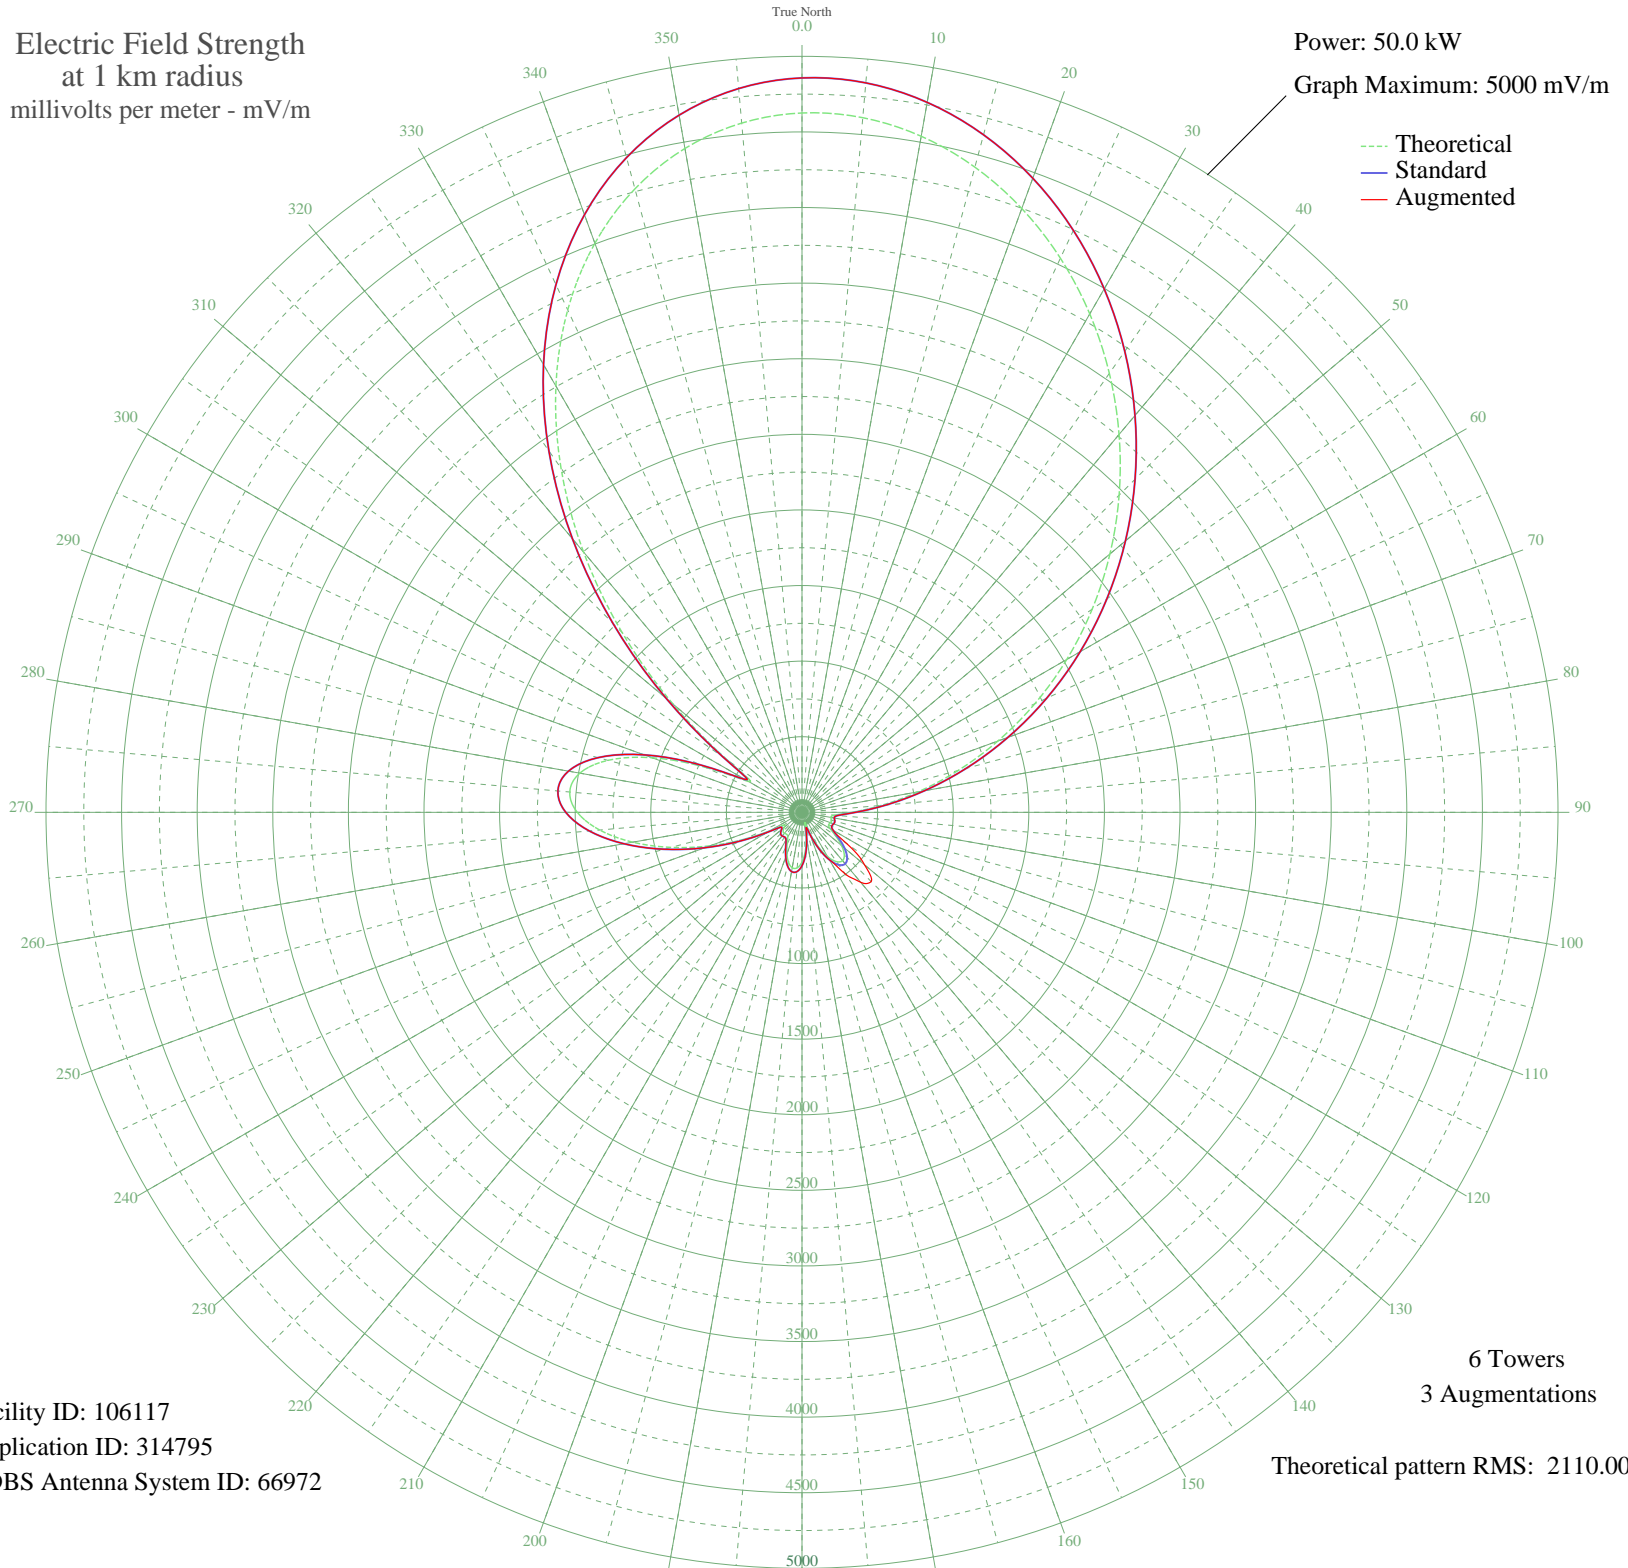 True North
0.0
Electric Field Strength
at 1 km radius
millivolts per meter - mV/m
Power: 50.0 kW
Graph Maximum: 5000 mV/m
Theoretical
Standard
Augmented
350
10
340
20
330
30
320
40
310
50
300
60
290
70
280
80
270
90
260
100
250
110
240
120
230
130
220
140
210
150
200
160
1000
1500
2000
2500
3000
3500
4000
4500
5000
6 Towers
3 Augmentations
Theoretical pattern RMS: 2110.00
cility ID: 106117
plication ID: 314795
DBS Antenna System ID: 66972